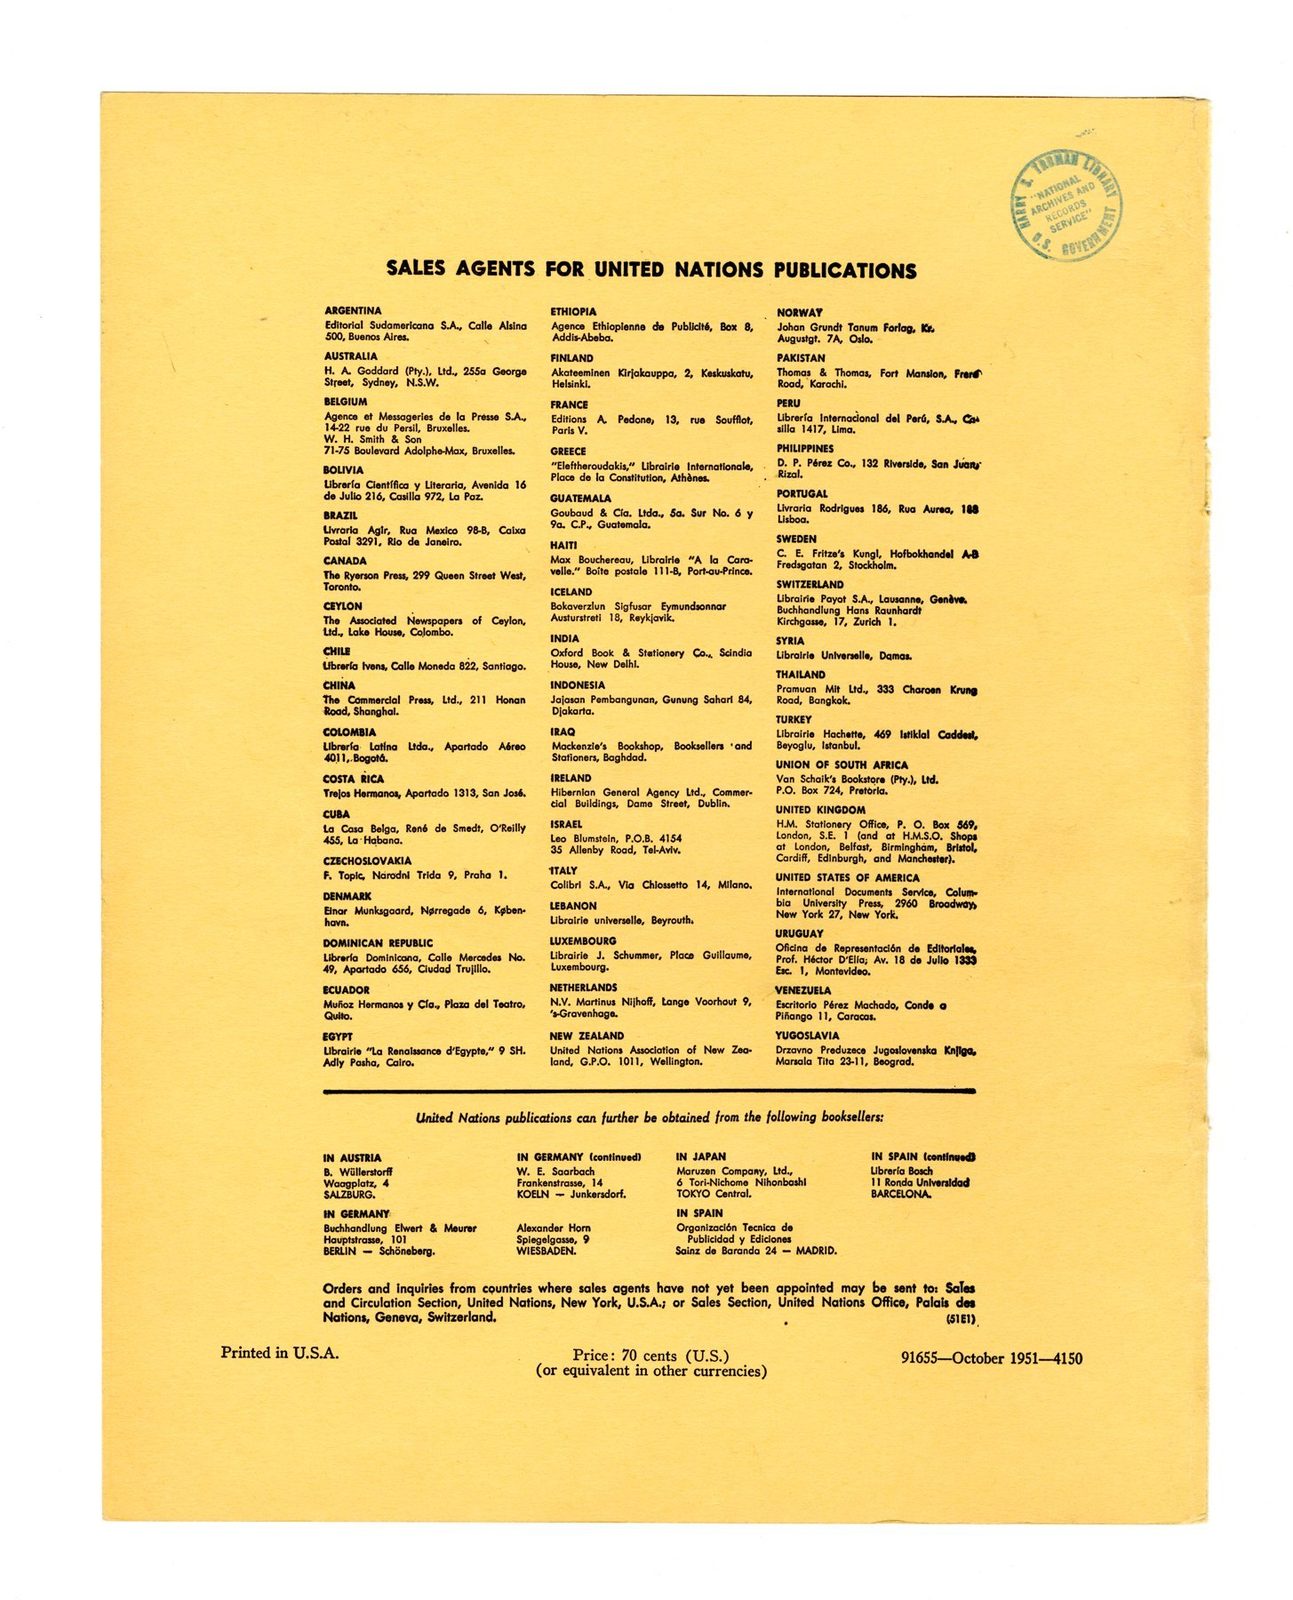 HARRY S. TRUMAN LIBRARY
"NATIONAL
ARCHIVES AND
RECORDS
SERVICE"
U.S. GOVERNMENT
SALES AGENTS FOR UNITED NATIONS PUBLICATIONS
ARGENTINA
Editorial Sudamericana S.A., Calle Alsina
500, Buenos Aires.
AUSTRALIA
H. A. Goddard (Pty.), Ltd., 255a George
Street, Sydney, N.S.W.
BELGIUM
Agence et Messageries de la Presse S.A.,
14-22 rue du Persil, Bruxelles.
W. H. Smith & Son
71-75 Boulevard Adolphe-Max, Bruxelles.
BOLIVIA
Librería Científica y Literaria, Avenida 16
de Julio 216, Casilla 972, La Paz.
BRAZIL
Livraria Agir, Rua Mexico 98-B, Caixa
Postal 3291, Rio de Janeiro.
CANADA
The Ryerson Press, 299 Queen Street West,
Toronto.
CEYLON
The Associated Newspapers of Ceylon,
Ltd., Lake House, Colombo.
CHILE
Librería Ivens, Calle Moneda 822, Santiago.
CHINA
The Commercial Press, Ltd., 211 Honan
Road, Shanghai.
COLOMBIA
Librería Latina Ltda., Apartado Aéreo
4011, Bogotá.
COSTA RICA
Trejos Hermanos, Apartado 1313, San José.
CUBA
La Casa Belga, René de Smedt, O'Reilly
455, La Habana.
CZECHOSLOVAKIA
F. Topic, Narodni Trida 9, Praha 1.
DENMARK
Einar Munksgaard, Nørregade 6, Køben-
havn.
DOMINICAN REPUBLIC
Librería Dominicana, Calle Mercedes No.
49, Apartado 656, Ciudad Trujillo.
ECUADOR
Muñoz Hermanos y Cía., Plaza del Teatro,
Quito.
EGYPT
Librairie "La Renaissance d'Egypte," 9 SH.
Adly Pasha, Cairo.
ETHIOPIA
Agence Ethiopienne de Publicité, Box 8,
Addis-Abeba.
FINLAND
Akateeminen Kirjakauppa, 2, Keskuskatu,
Helsinki.
FRANCE
Editions A. Pedone, 13, rue Soufflot,
Paris V.
GREECE
"Eleftheroudakis," Librairie Internationale,
Place de la Constitution, Athènes.
GUATEMALA
Goubaud & Cía. Ltda., 5a. Sur No. 6 y
9a. C.P., Guatemala.
HAITI
Max Bouchereau, Librairie "A la Cara-
velle." Boîte postale 111-B, Port-au-Prince.
ICELAND
Bokaverzlun Sigfusar Eymundsonnar
Austurstreti 18, Reykjavik.
INDIA
Oxford Book & Stationery Co., Scindia
House, New Delhi.
INDONESIA
Jajasan Pembangunan, Gunung Sahari 84,
Djakarta.
IRAQ
Mackenzie's Bookshop, Booksellers and
Stationers, Baghdad.
IRELAND
Hibernian General Agency Ltd., Commer-
cial Buildings, Dame Street, Dublin.
ISRAEL
Leo Blumstein, P.O.B. 4154
35 Allenby Road, Tel-Aviv.
ITALY
Colibri S.A., Via Chiossetto 14, Milano.
LEBANON
Librairie universelle, Beyrouth.
LUXEMBOURG
Librairie J. Schummer, Place Guillaume,
Luxembourg.
NETHERLANDS
N.V. Martinus Nijhoff, Lange Voorhout 9,
's-Gravenhage.
NEW ZEALAND
United Nations Association of New Zea-
land, G.P.O. 1011, Wellington.
NORWAY
Johan Grundt Tanum Forlag, Kr.
Augustgt. 7A, Oslo.
PAKISTAN
Thomas & Thomas, Fort Mansion, Frere
Road, Karachi.
PERU
Librería Internacional del Perú, S.A., Ca-
silla 1417, Lima.
PHILIPPINES
D. P. Pérez Co., 132 Riverside, San Juan,
Rizal.
PORTUGAL
Livraria Rodrigues 186, Rua Aurea, 188
Lisboa.
SWEDEN
C. E. Fritze's Kungl, Hofbokhandel A-B
Fredsgatan 2, Stockholm.
SWITZERLAND
Librairie Payot S.A., Lausanne, Genève.
Buchhandlung Hans Raunhardt
Kirchgasse, 17, Zurich 1.
SYRIA
Librairie Universelle, Damas.
THAILAND
Pramuan Mit Ltd., 333 Charoen Krung
Road, Bangkok.
TURKEY
Librairie Hachette, 469 Istiklal Caddesi,
Beyoglu, Istanbul.
UNION OF SOUTH AFRICA
Van Schaik's Bookstore (Pty.), Ltd.
P.O. Box 724, Pretoria.
UNITED KINGDOM
H.M. Stationery Office, P. O. Box 569,
London, S.E. 1 (and at H.M.S.O. Shops
at London, Belfast, Birmingham, Bristol,
Cardiff, Edinburgh, and Manchester).
UNITED STATES OF AMERICA
International Documents Service, Colum-
bia University Press, 2960 Broadway,
New York 27, New York.
URUGUAY
Oficina de Representación de Editoriales,
Prof. Héctor D'Elía; Av. 18 de Julio 1333
Esc. 1, Montevideo.
VENEZUELA
Escritorio Pérez Machado, Conde a
Piñango 11, Caracas.
YUGOSLAVIA
Drzavno Preduzece Jugoslovenska Knjiga,
Marsala Tita 23-11, Beograd.
United Nations publications can further be obtained from the following booksellers:
IN AUSTRIA
B. Wüllerstorff
Waagplatz, 4
SALZBURG.
IN GERMANY
Buchhandlung Elwert & Meurer
Hauptstrasse, 101
BERLIN — Schöneberg.
IN GERMANY (continued)
W. E. Saarbach
Frankenstrasse, 14
KOELN — Junkersdorf.
Alexander Horn
Spiegelgasse, 9
WIESBADEN.
IN JAPAN
Maruzen Company, Ltd.,
6 Tori-Nichome Nihonbashi
TOKYO Central.
IN SPAIN
Organización Tecnica de
Publicidad y Ediciones
Sainz de Baranda 24 — MADRID.
IN SPAIN (continued)
Librería Bosch
11 Ronda Universidad
BARCELONA.
Orders and inquiries from countries where sales agents have not yet been appointed may be sent to: Sales
and Circulation Section, United Nations, New York, U.S.A.; or Sales Section, United Nations Office, Palais des
Nations, Geneva, Switzerland. (51E1)
Printed in U.S.A.
Price: 70 cents (U.S.)
(or equivalent in other currencies)
91655—October 1951—4150